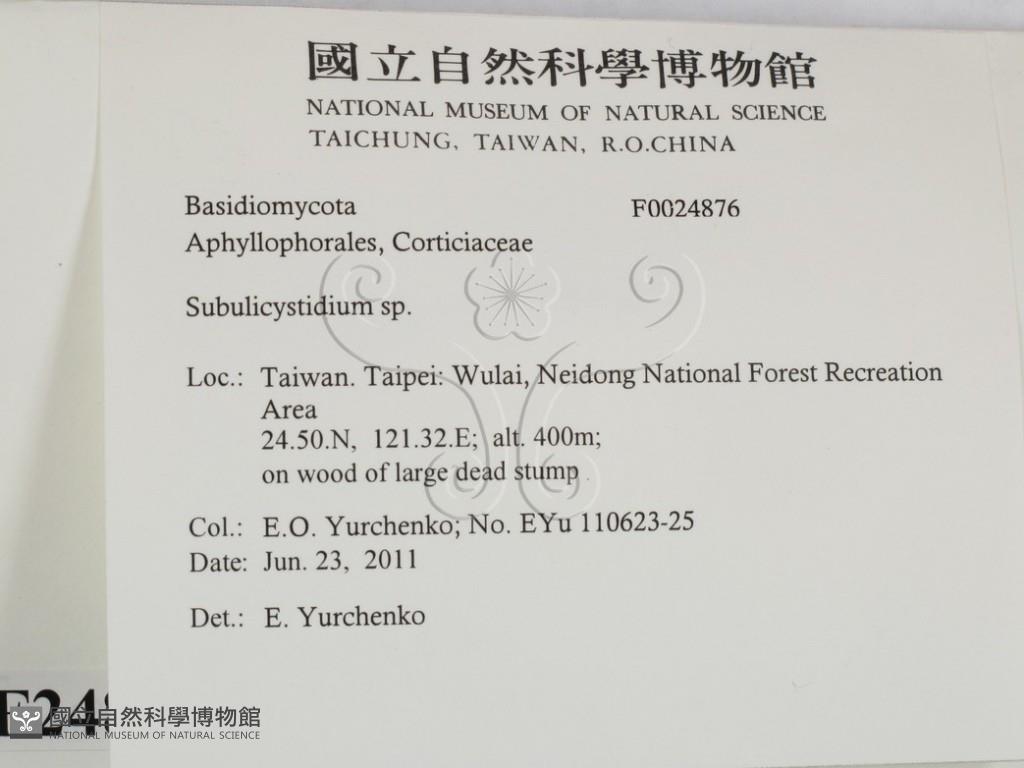 國立自然科學博物館
NATIONAL MUSEUM OF NATURAL SCIENCE
TAICHUNG, TAIWAN, R.O.CHINA
Basidiomycota F0024876
Aphyllophorales, Corticiaceae
Subulicystidium sp.
Loc.: Taiwan. Taipei: Wulai, Neidong National Forest Recreation
Area
24.50.N, 121.32.E; alt. 400m;
on wood of large dead stump
Col.: E.O. Yurchenko; No. EYu 110623-25
Date: Jun. 23, 2011
Det.: E. Yurchenko
國立自然科學博物館
NATIONAL MUSEUM OF NATURAL SCIENCE